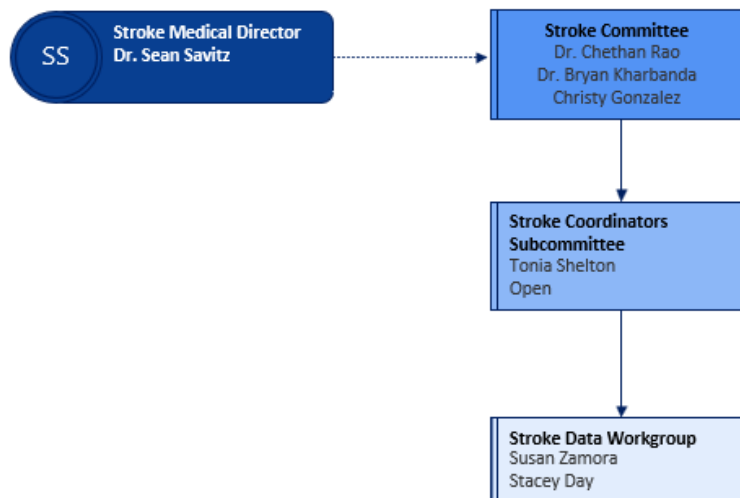 SS
Stroke Medical Director
Dr. Sean Savitz
Stroke Committee
Dr. Chethan Rao
Dr. Bryan Kharbanda
Christy Gonzalez
Stroke Coordinators
Subcommittee
Tonia Shelton
Open
Stroke Data Workgroup
Susan Zamora
Stacey Day